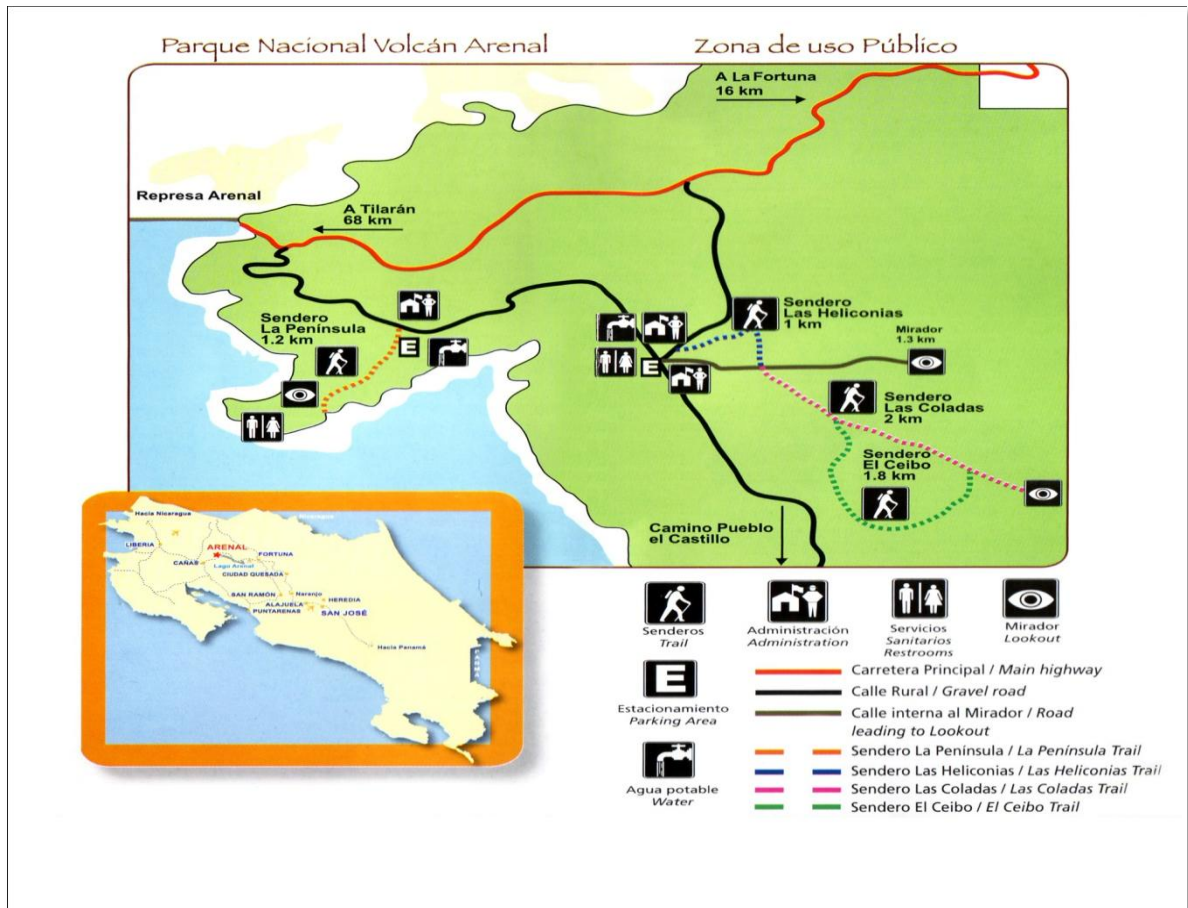 Parque Nacional Volcán Arenal
Zona de uso Público
A La Fortuna
16 km
Represa Arenal
A Tilarán
68 km
Sendero
La Península
1.2 km
E
Sendero
Las Heliconias
1 km
Mirador
1.3 km
E
Sendero
Las Coladas
2 km
Sendero
El Ceibo
1.8 km
Camino Pueblo
el Castillo
Hacia Nicaragua
LIBERIA
ARENAL
FORTUNA
CAÑAS
Lago Arenal
CIUDAD QUESADA
SAN RAMÓN
Naranjo
HEREDIA
ALAJUELA
PUNTARENAS
SAN JOSÉ
Hacia Panamá
Senderos
Trail
Administración
Administration
Servicios
Sanitarios
Restrooms
Mirador
Lookout
E
Estacionamiento
Parking Area
Agua potable
Water
Carretera Principal / Main highway
Calle Rural / Gravel road
Calle interna al Mirador / Road
leading to Lookout
Sendero La Península / La Península Trail
Sendero Las Heliconias / Las Heliconias Trail
Sendero Las Coladas / Las Coladas Trail
Sendero El Ceibo / El Ceibo Trail